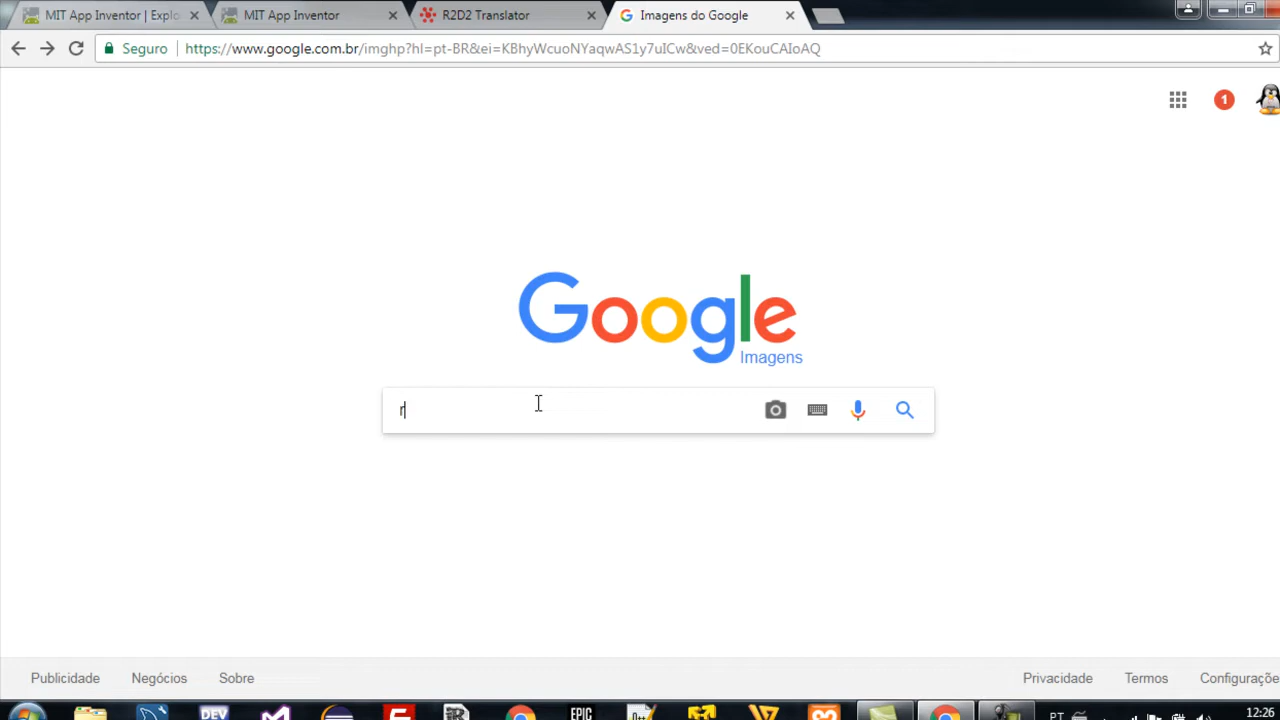 MIT App Inventor | Explo
MIT App Inventor
R2D2 Translator
Imagens do Google
Seguro
https://www.google.com.br/imghp?hl=pt-BR&ei=KBhyWcuoNYaqwAS1y7uICw&ved=0EKouCAIoAQ
1
Google
Imagens
r
Publicidade Negócios Sobre
Privacidade Termos Configuraçõe
DEV
EPIC
PT
12:26